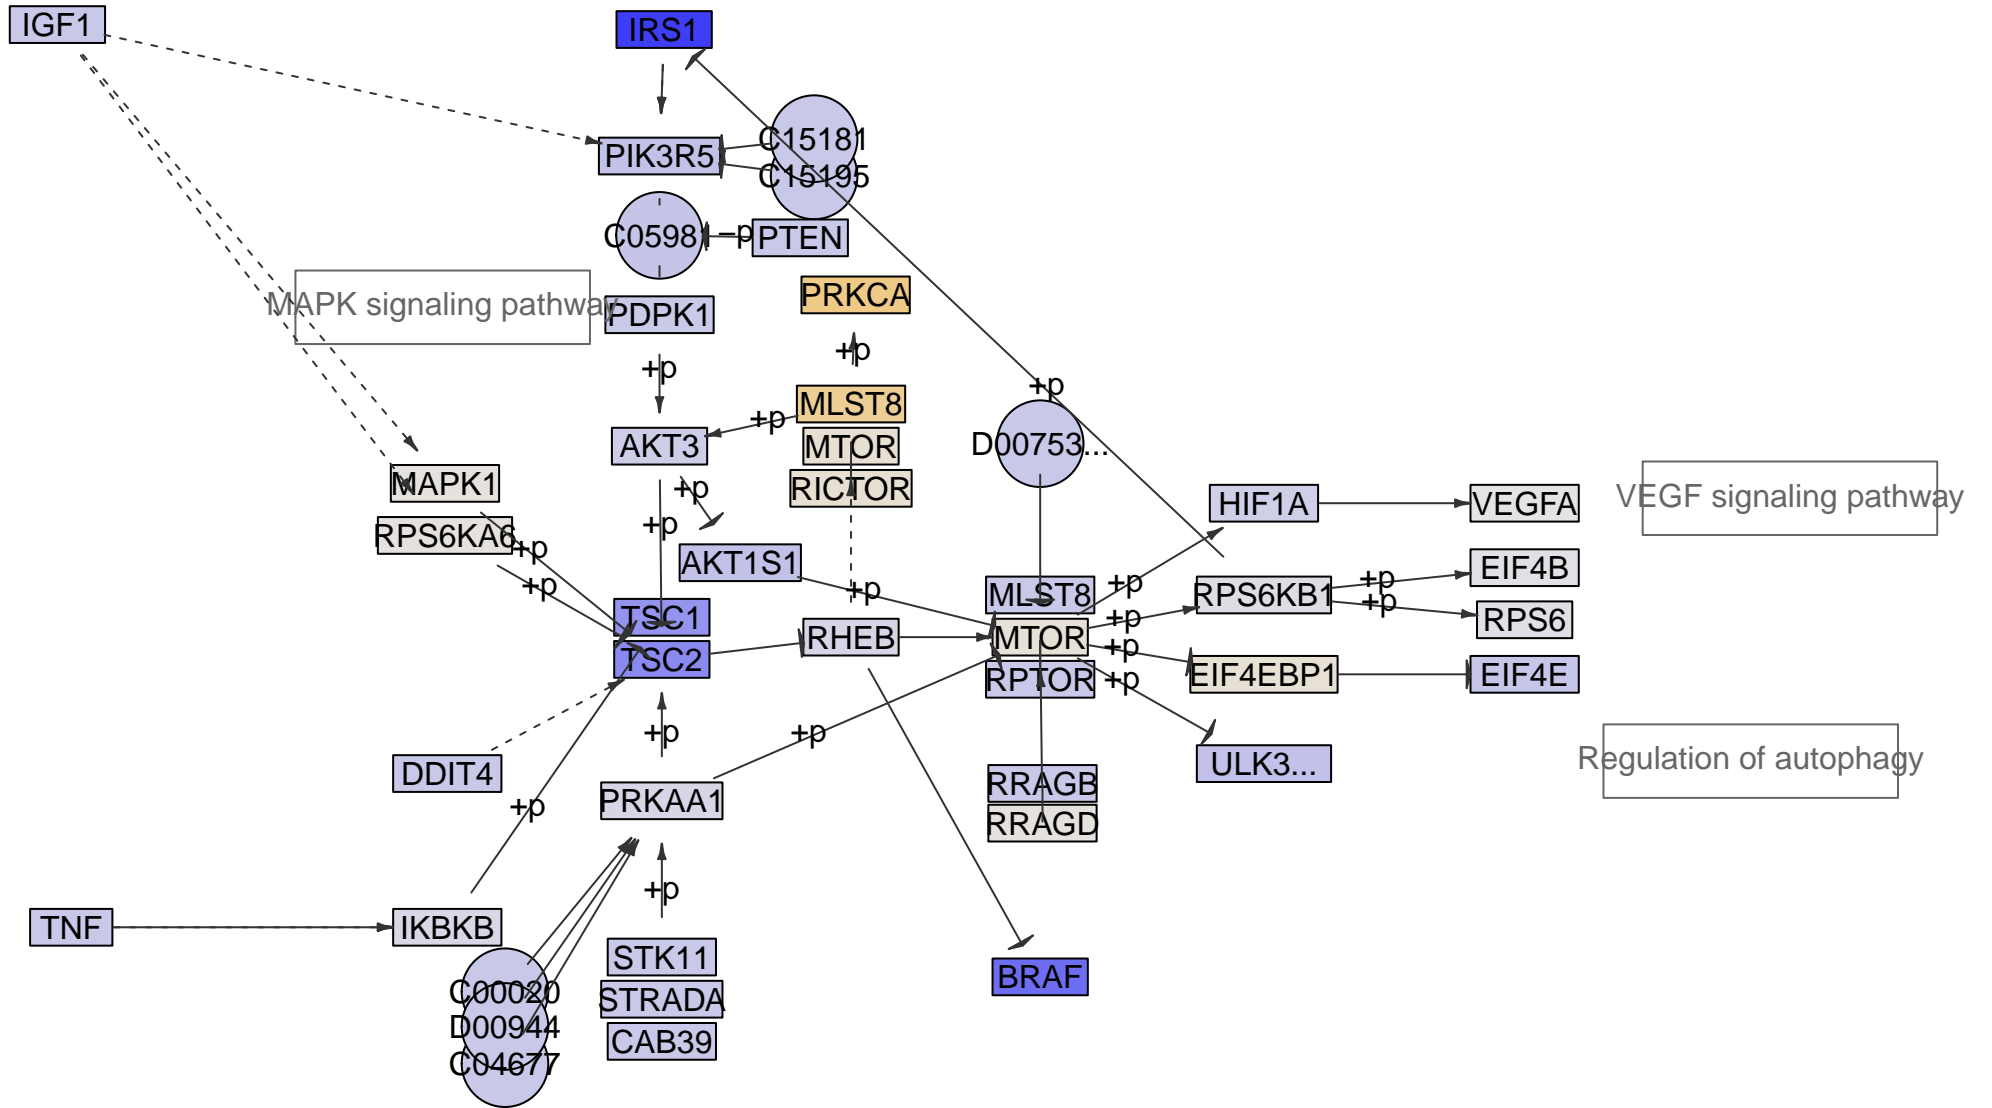 IGF1
IRS1
PIK3R5
C15181
C15195
C05981
−p
PTEN
MAPK signaling pathway
PDPK1
PRKCA
+p
+p
MLST8
+p
+p
AKT3
MTOR
D00753...
MAPK1
RICTOR
+p
HIF1A
VEGFA
VEGF signaling pathway
RPS6KA6
+p
+p
AKT1S1
EIF4B
+p
+p
MLST8
+p
RPS6KB1
+p
+p
TSC1
+p
RPS6
RHEB
MTOR
+p
TSC2
RPTOR
+p
EIF4EBP1
EIF4E
+p
+p
Regulation of autophagy
DDIT4
ULK3...
RRAGB
+p
PRKAA1
RRAGD
+p
TNF
IKBKB
STK11
BRAF
C00020
STRADA
D00944
CAB39
C04677